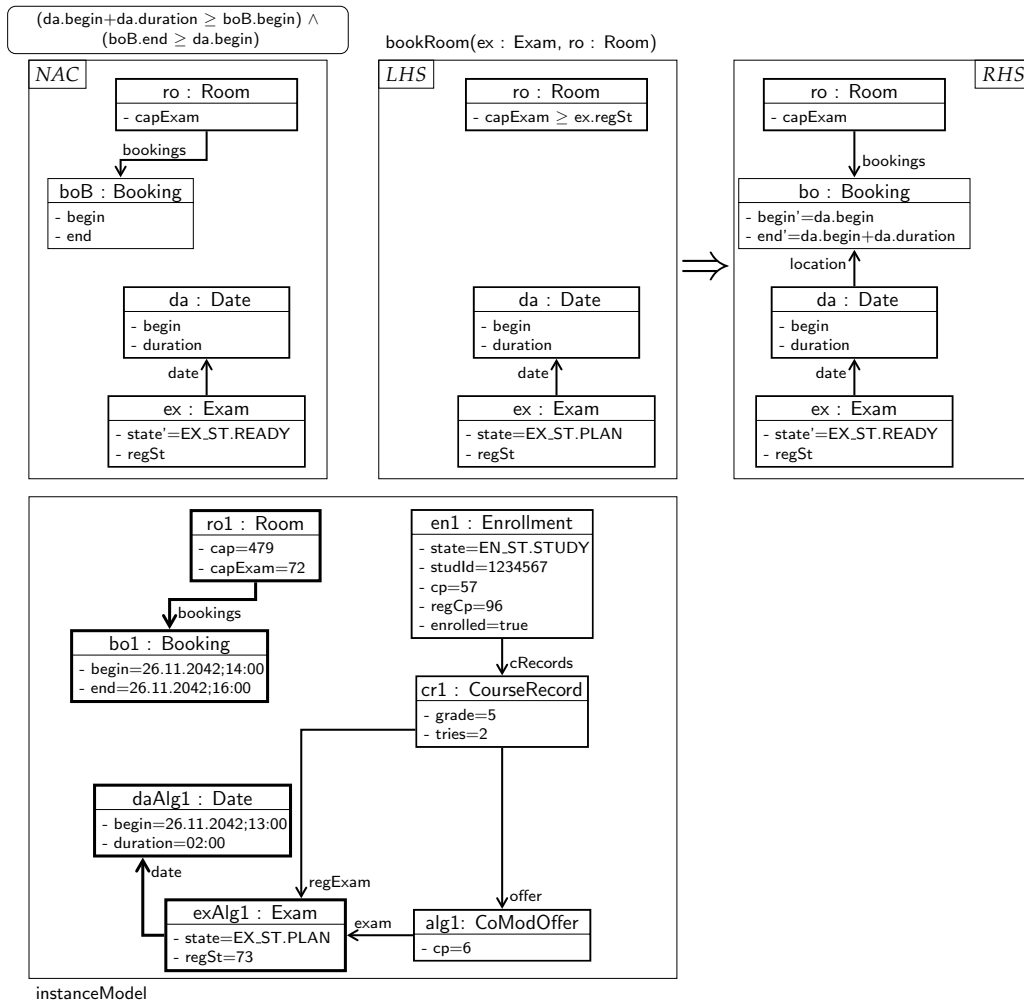 (da.begin+da.duration ≥ boB.begin) ∧
(boB.end ≥ da.begin)
bookRoom(ex : Exam, ro : Room)
NAC
ro : Room
- capExam
bookings
boB : Booking
- begin
- end
da : Date
- begin
- duration
date
ex : Exam
- state'=EX_ST.READY
- regSt
LHS
ro : Room
- capExam ≥ ex.regSt
da : Date
- begin
- duration
date
ex : Exam
- state=EX_ST.PLAN
- regSt
RHS
ro : Room
- capExam
bookings
bo : Booking
- begin'=da.begin
- end'=da.begin+da.duration
location
da : Date
- begin
- duration
date
ex : Exam
- state'=EX_ST.READY
- regSt
ro1 : Room
- cap=479
- capExam=72
bookings
bo1 : Booking
- begin=26.11.2042;14:00
- end=26.11.2042;16:00
en1 : Enrollment
- state=EN_ST.STUDY
- studId=1234567
- cp=57
- regCp=96
- enrolled=true
cRecords
cr1 : CourseRecord
- grade=5
- tries=2
daAlg1 : Date
- begin=26.11.2042;13:00
- duration=02:00
date
regExam
offer
exAlg1 : Exam
- state=EX_ST.PLAN
- regSt=73
exam
alg1: CoModOffer
- cp=6
instanceModel